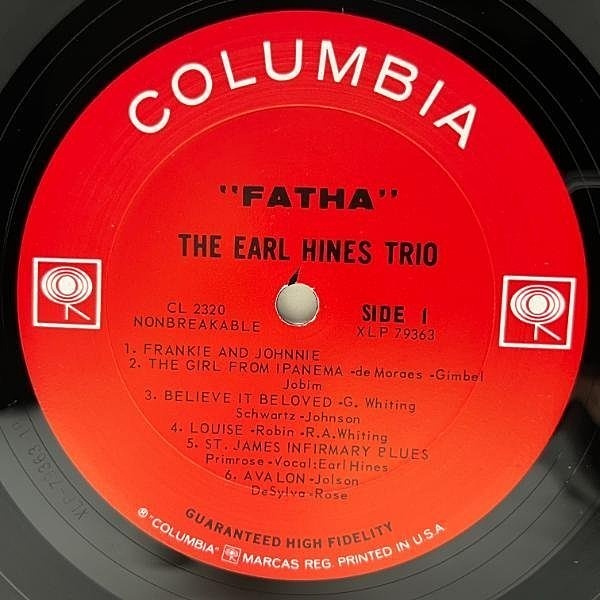 COLUMBIA
"FATHA"
THE EARL HINES TRIO
CL 2320
NONBREAKABLE
SIDE 1
XLP 79363
1. FRANKIE AND JOHNNIE
2. THE GIRL FROM IPANEMA -de Moraes -Gimbel
Jobim
3. BELIEVE IT BELOVED -G. Whiting
Schwartz -Johnson
4. LOUISE -Robin -R.A.Whiting
5. ST. JAMES INFIRMARY BLUES
Primrose -Vocal: Earl Hines
6. AVALON -Jolson
DeSylva -Rose
GUARANTEED HIGH FIDELITY
® "COLUMBIA" MARCAS REG. PRINTED IN U.S.A.